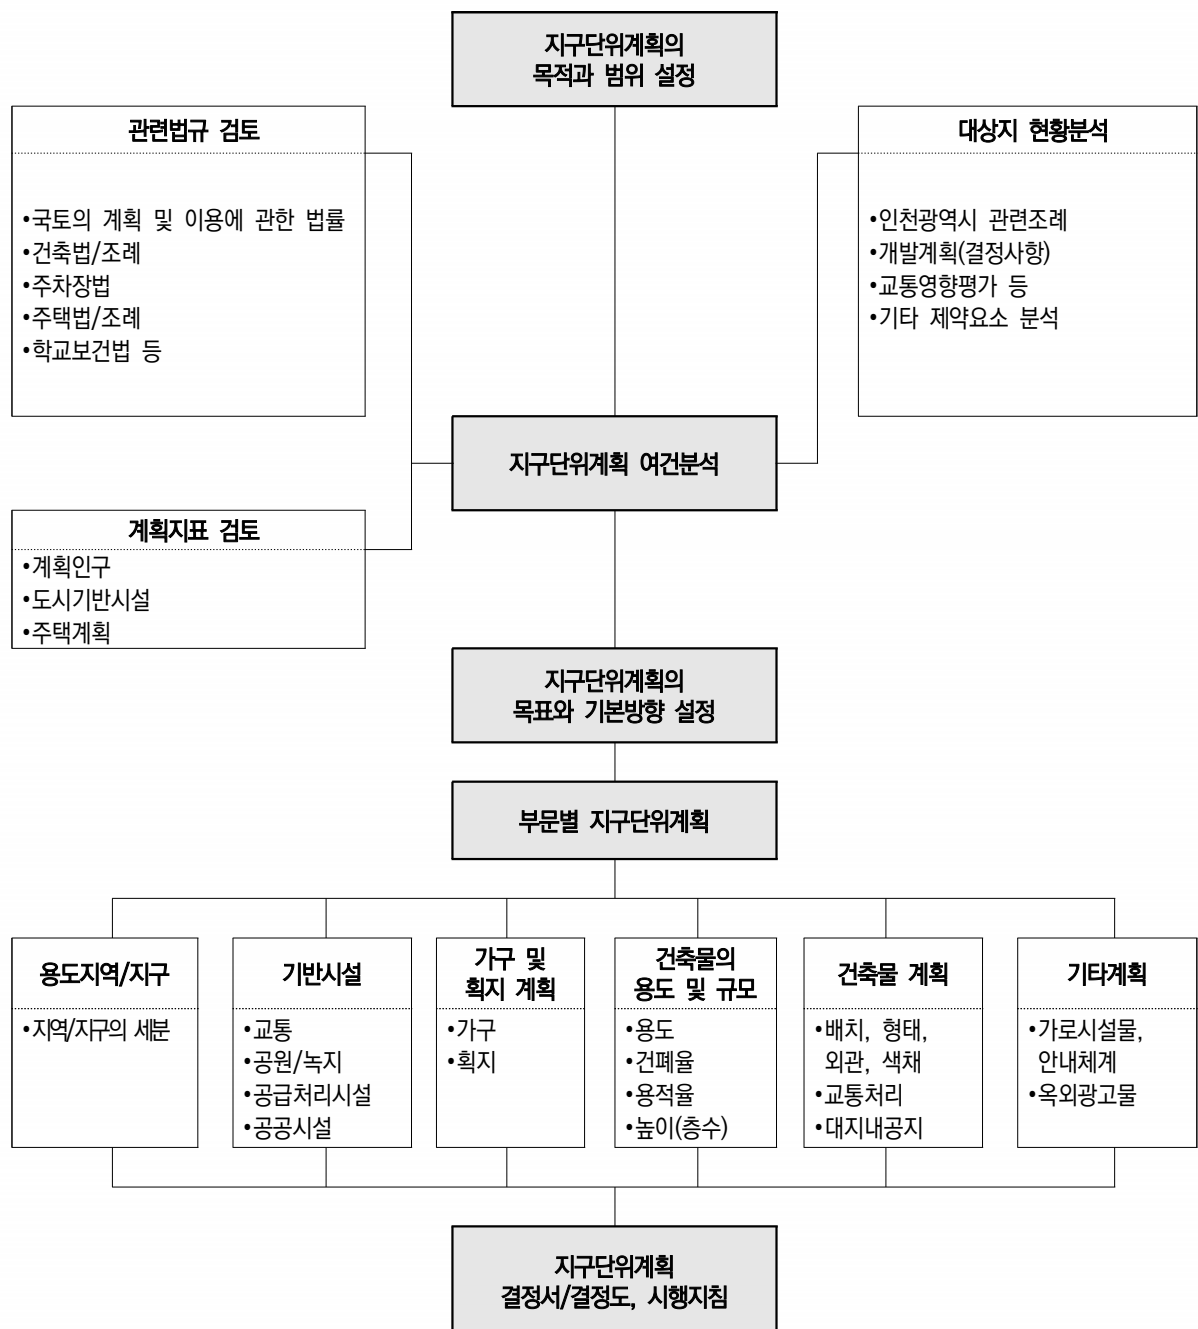 지구단위계획의
목적과 범위 설정
관련법규 검토
•국토의 계획 및 이용에 관한 법률
•건축법/조례
•주차장법
•주택법/조례
•학교보건법 등
대상지 현황분석
•인천광역시 관련조례
•개발계획(결정사항)
•교통영향평가 등
•기타 제약요소 분석
지구단위계획 여건분석
계획지표 검토
•계획인구
•도시기반시설
•주택계획
지구단위계획의
목표와 기본방향 설정
부문별 지구단위계획
용도지역/지구
•지역/지구의 세분
기반시설
•교통
•공원/녹지
•공급처리시설
•공공시설
가구 및
획지 계획
•가구
•획지
건축물의
용도 및 규모
•용도
•건폐율
•용적율
•높이(층수)
건축물 계획
•배치, 형태,
외관, 색채
•교통처리
•대지내공지
기타계획
•가로시설물,
안내체계
•옥외광고물
지구단위계획
결정서/결정도, 시행지침